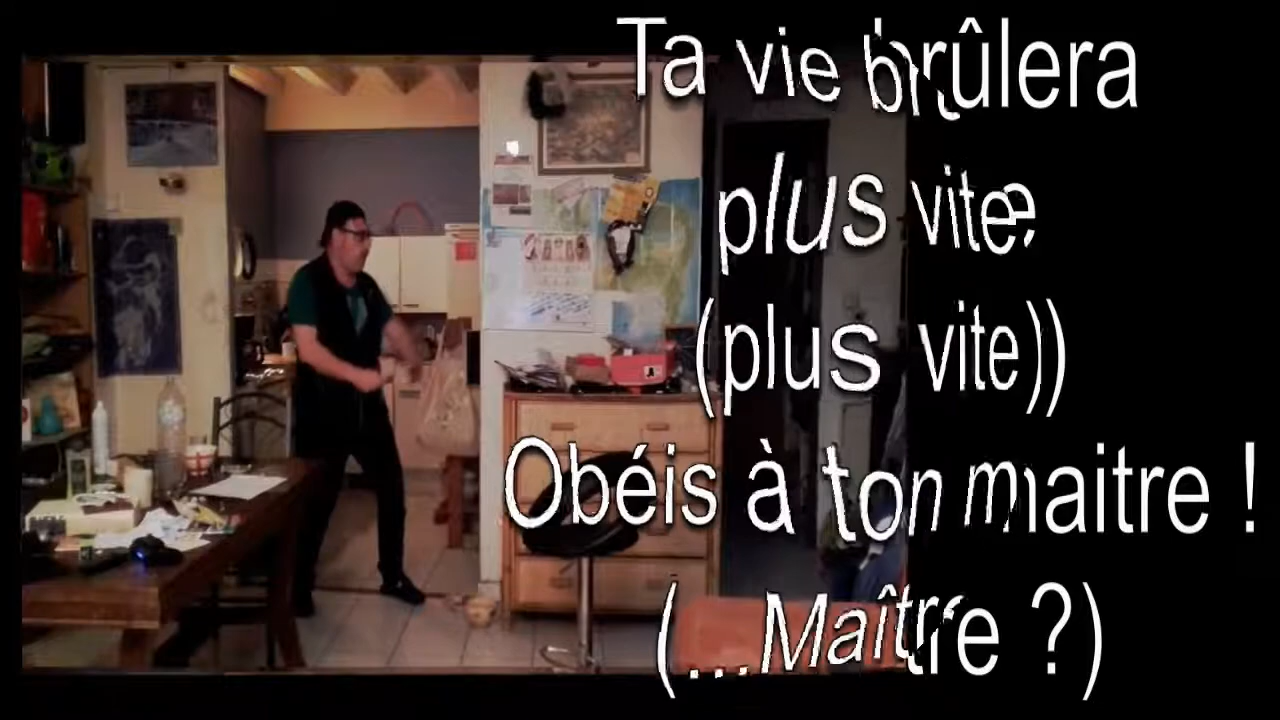 Ta vie brûlera
plus vite
(plus vite))
Obéis à ton maitre !
(...Maître ?)